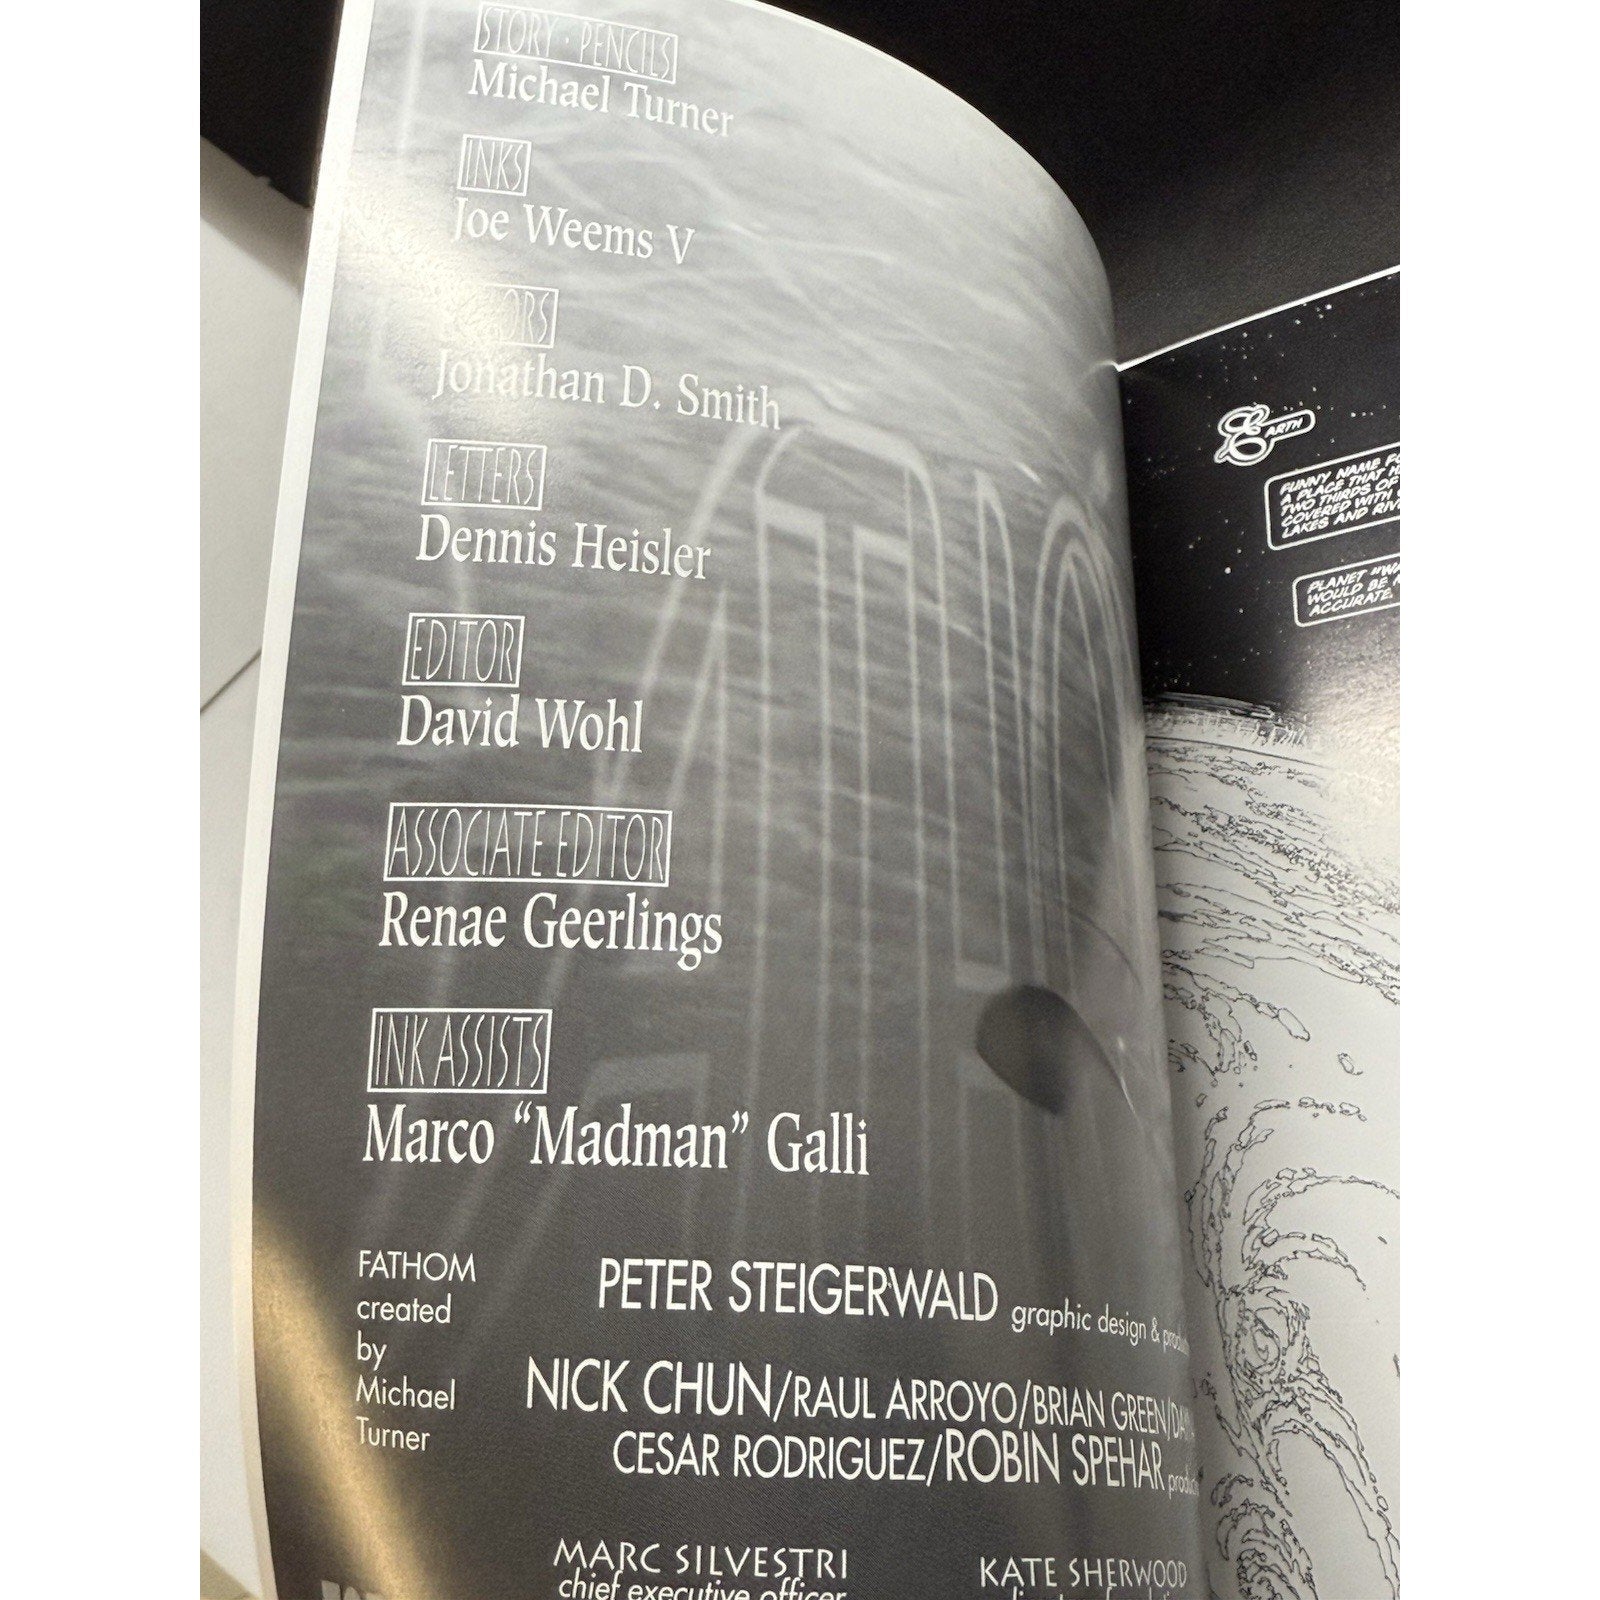 STORY · PENCILS
Michael Turner
INKS
Joe Weems V
Jonathan D. Smith
LETTERS
Dennis Heisler
EDITOR
David Wohl
ASSOCIATE EDITOR
Renae Geerlings
INK ASSISTS
Marco “Madman” Galli
FATHOM
created
by
Michael
Turner
PETER STEIGERWALD graphic design &
NICK CHUN/RAUL ARROYO/BRIAN GREEN/
CESAR RODRIGUEZ/ROBIN SPEHAR
MARC SILVESTRI
chief executive officer
KATE SHERWOOD
EARTH
FUNNY NAME
A PLACE THAT
TWO THIRDS OF
COVERED WITH
LAKES AND
PLANET
WOULD BE
ACCURATE.